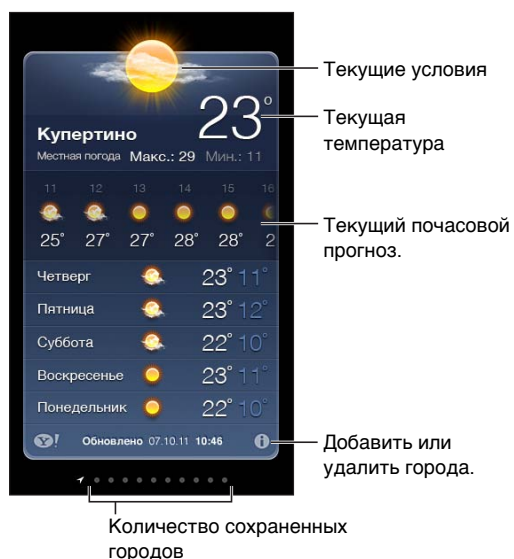 Текущие условия
23°
Текущая
температура
Купертино
Местная погода Макс.: 29 Мин.: 11
11 12 13 14 15 16
25° 27° 27° 28° 28° 2
Текущий почасовой
прогноз.
Четверг 23° 11°
Пятница 23° 12°
Суббота 22° 10°
Воскресенье 23° 11°
Понедельник 22° 10°
Y! Обновлено 07.10.11 10:46 i
Добавить или
удалить города.
Количество сохраненных
городов